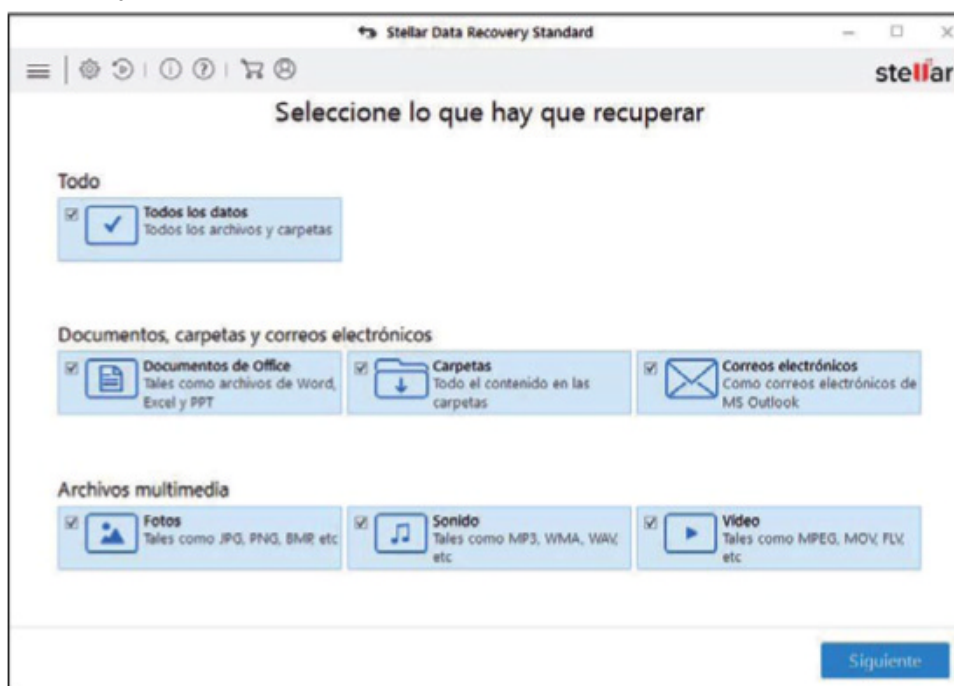 Stellar Data Recovery Standard
stellar
Seleccione lo que hay que recuperar
Todo
Todos los datos
Todos los archivos y carpetas
Documentos, carpetas y correos electrónicos
Documentos de Office
Tales como archivos de Word,
Excel y PPT
Carpetas
Todo el contenido en las
carpetas
Correos electrónicos
Como correos electrónicos de
MS Outlook
Archivos multimedia
Fotos
Tales como JPG, PNG, BMP, etc
Sonido
Tales como MP3, WMA, WAV,
etc
Vídeo
Tales como MPEG, MOV, FLV,
etc
Siguiente